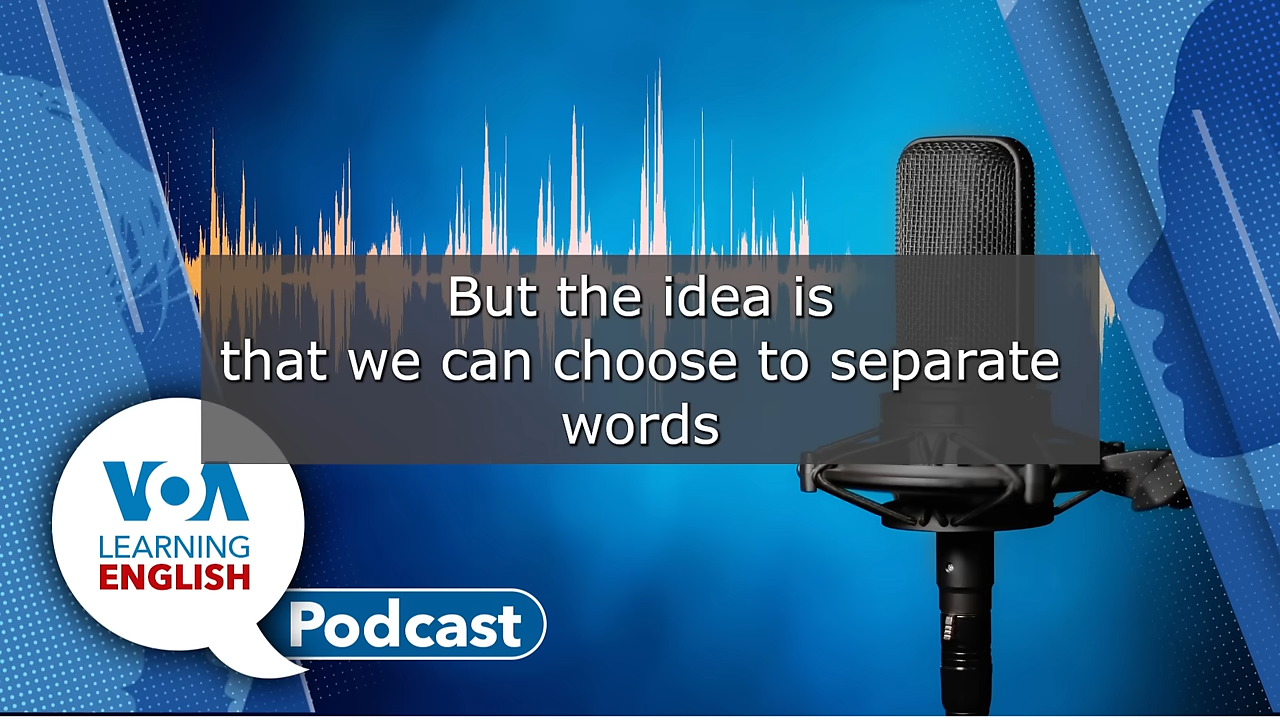 But the idea is
that we can choose to separate
words
VOA
LEARNING
ENGLISH
Podcast